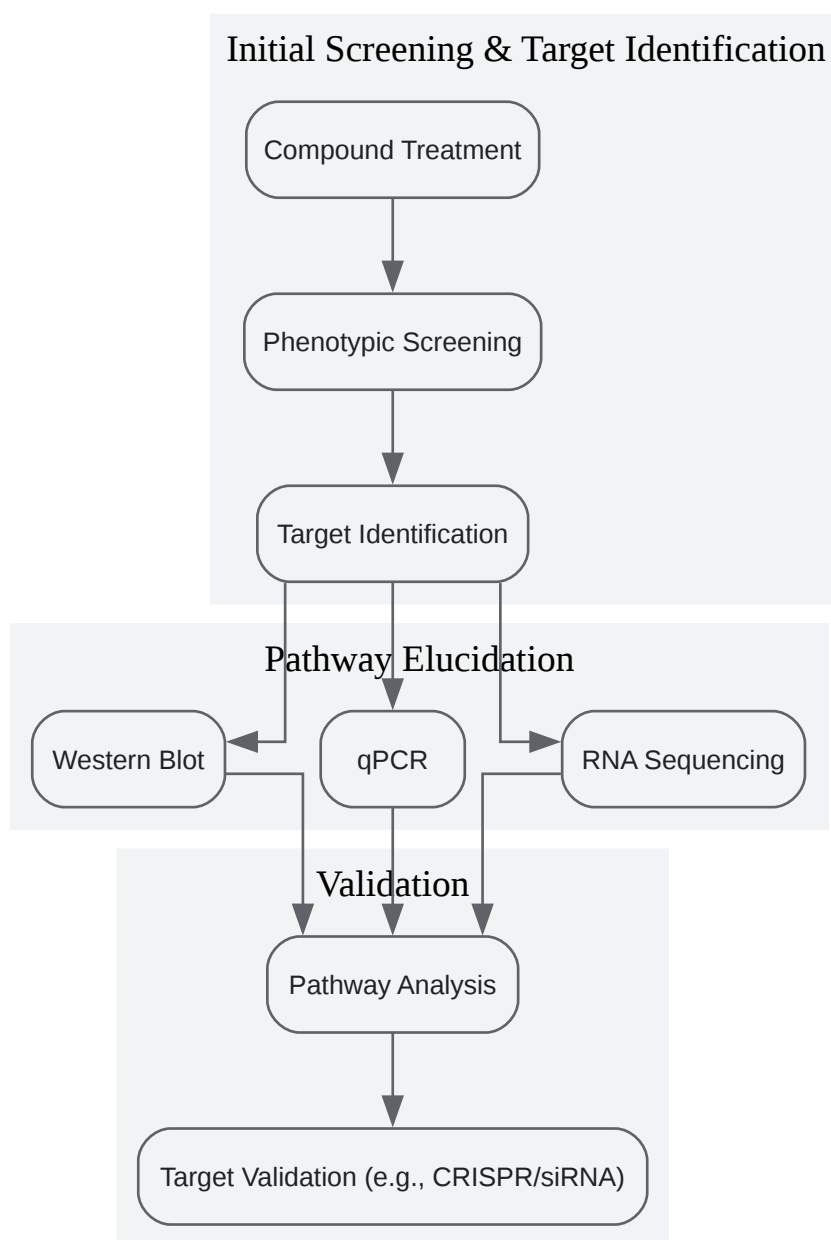 Initial Screening & Target Identification
Compound Treatment
Phenotypic Screening
Target Identification
Pathway Elucidation
Western Blot
qPCR
RNA Sequencing
Validation
Pathway Analysis
Target Validation (e.g., CRISPR/siRNA)